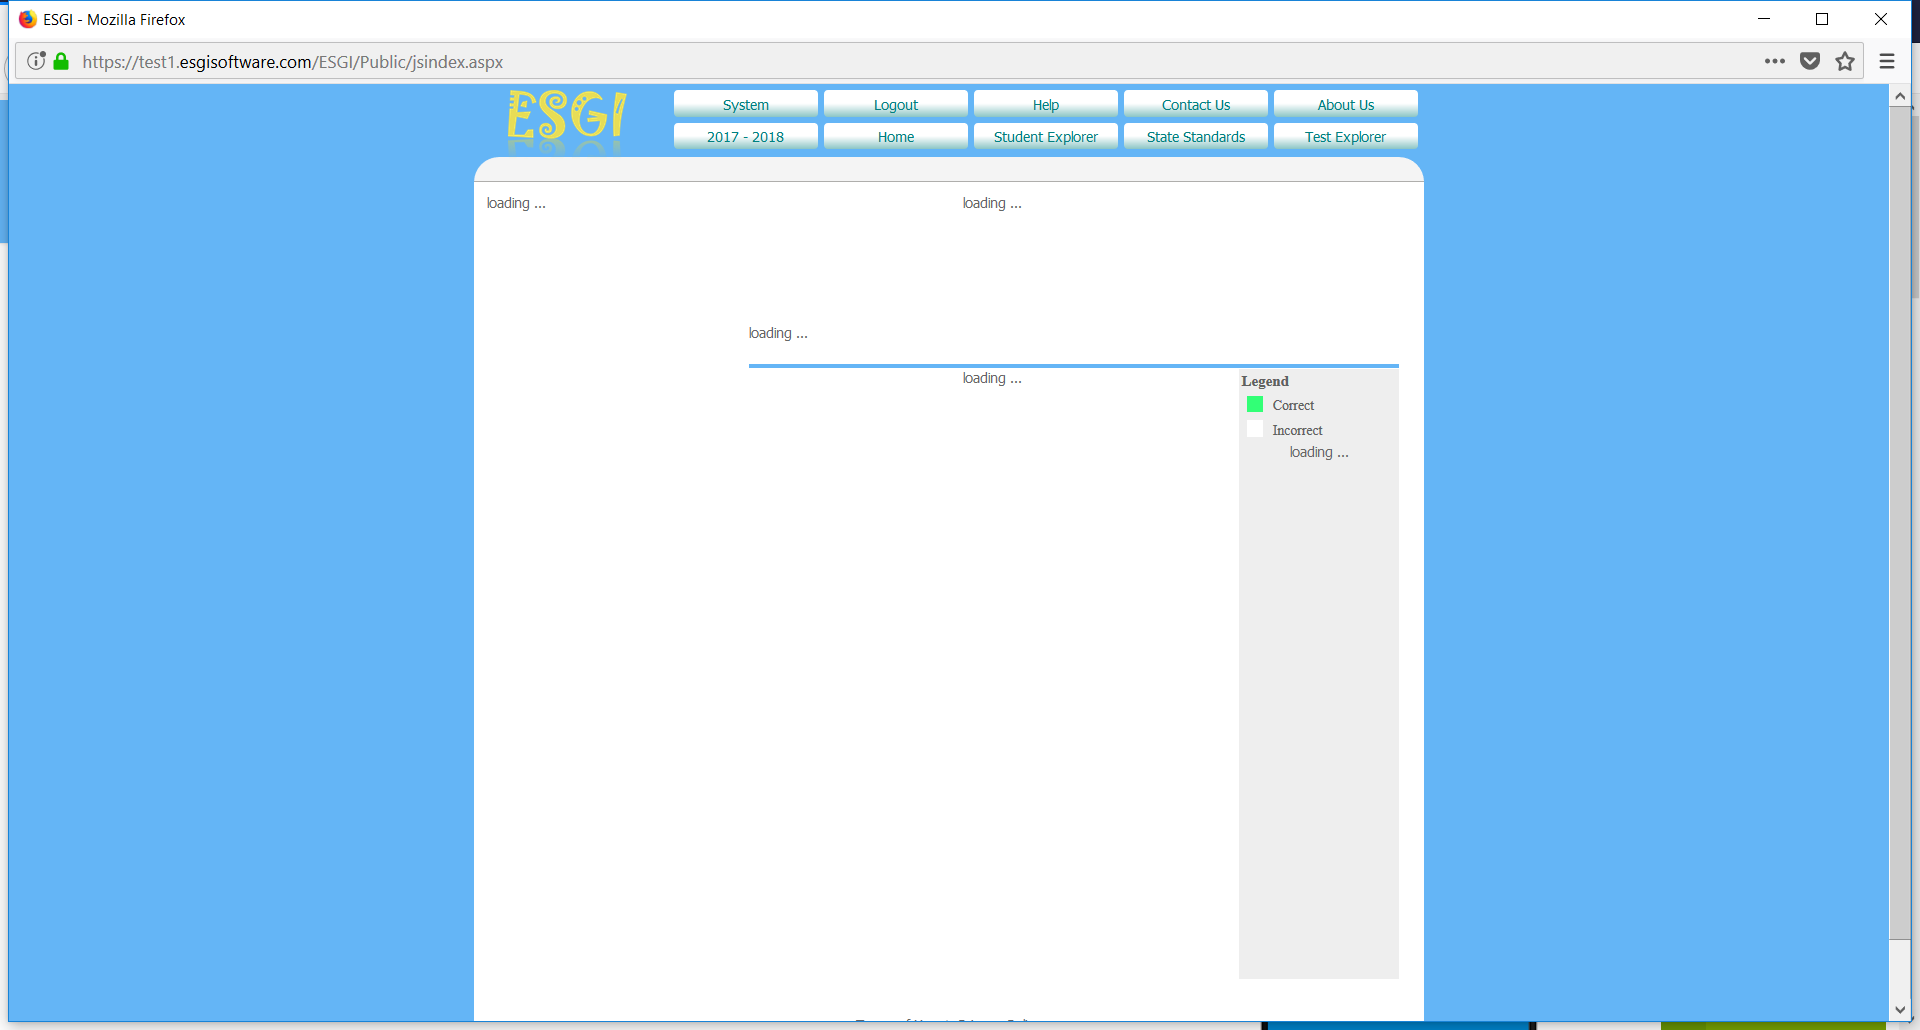 ESGI - Mozilla Firefox
https://test1.esgisoftware.com/ESGI/Public/jsindex.aspx
ESGI
System Logout Help Contact Us About Us
2017 - 2018 Home Student Explorer State Standards Test Explorer
loading ... loading ...
loading ...
loading ...
Legend
Correct
Incorrect
loading ...